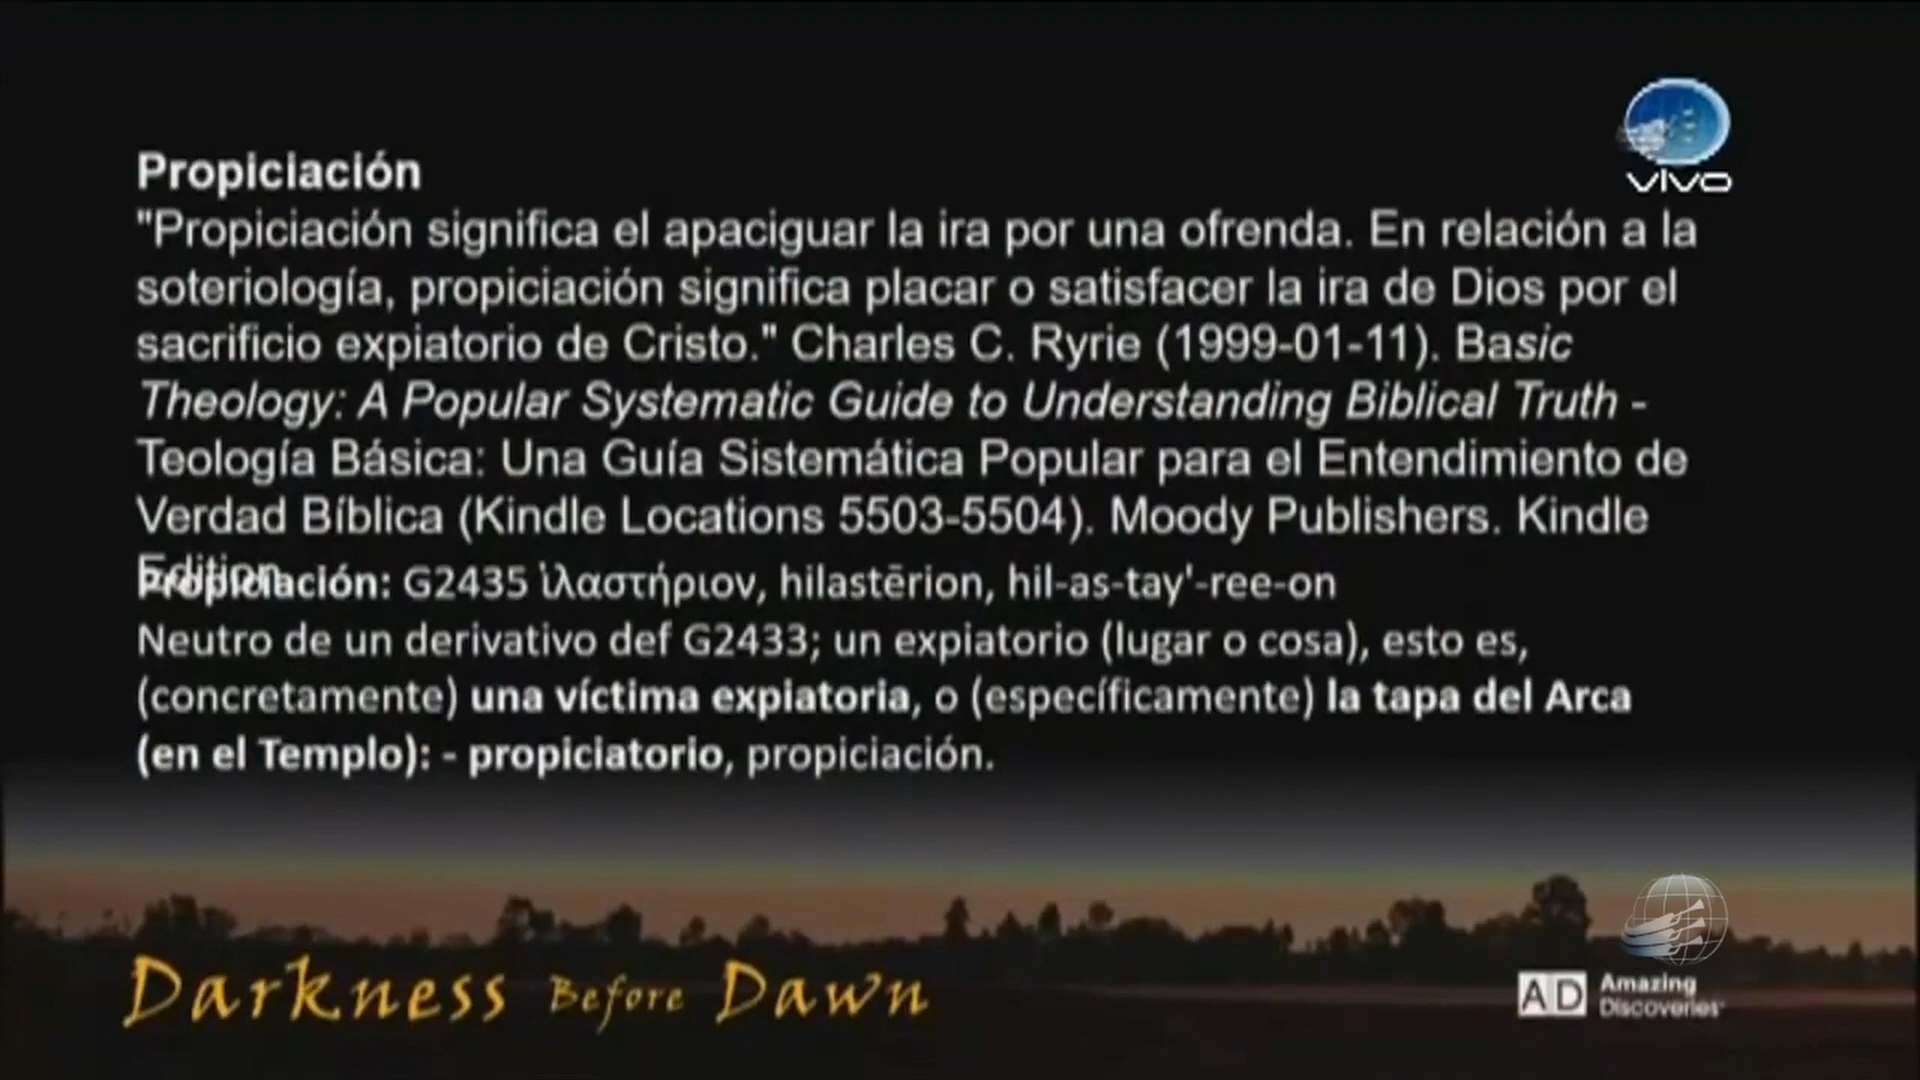 VIVO
Propiciación
"Propiciación significa el apaciguar la ira por una ofrenda. En relación a la
soteriología, propiciación significa placar o satisfacer la ira de Dios por el
sacrificio expiatorio de Cristo." Charles C. Ryrie (1999-01-11). Basic
Theology: A Popular Systematic Guide to Understanding Biblical Truth -
Teología Básica: Una Guía Sistemática Popular para el Entendimiento de
Verdad Bíblica (Kindle Locations 5503-5504). Moody Publishers. Kindle
Edition
Propiciación: G2435 ἱλαστήριον, hilastērion, hil-as-tay'-ree-on
Neutro de un derivativo def G2433; un expiatorio (lugar o cosa), esto es,
(concretamente) una víctima expiatoria, o (específicamente) la tapa del Arca
(en el Templo): - propiciatorio, propiciación.
Darkness Before Dawn
AD Amazing
Discoveries